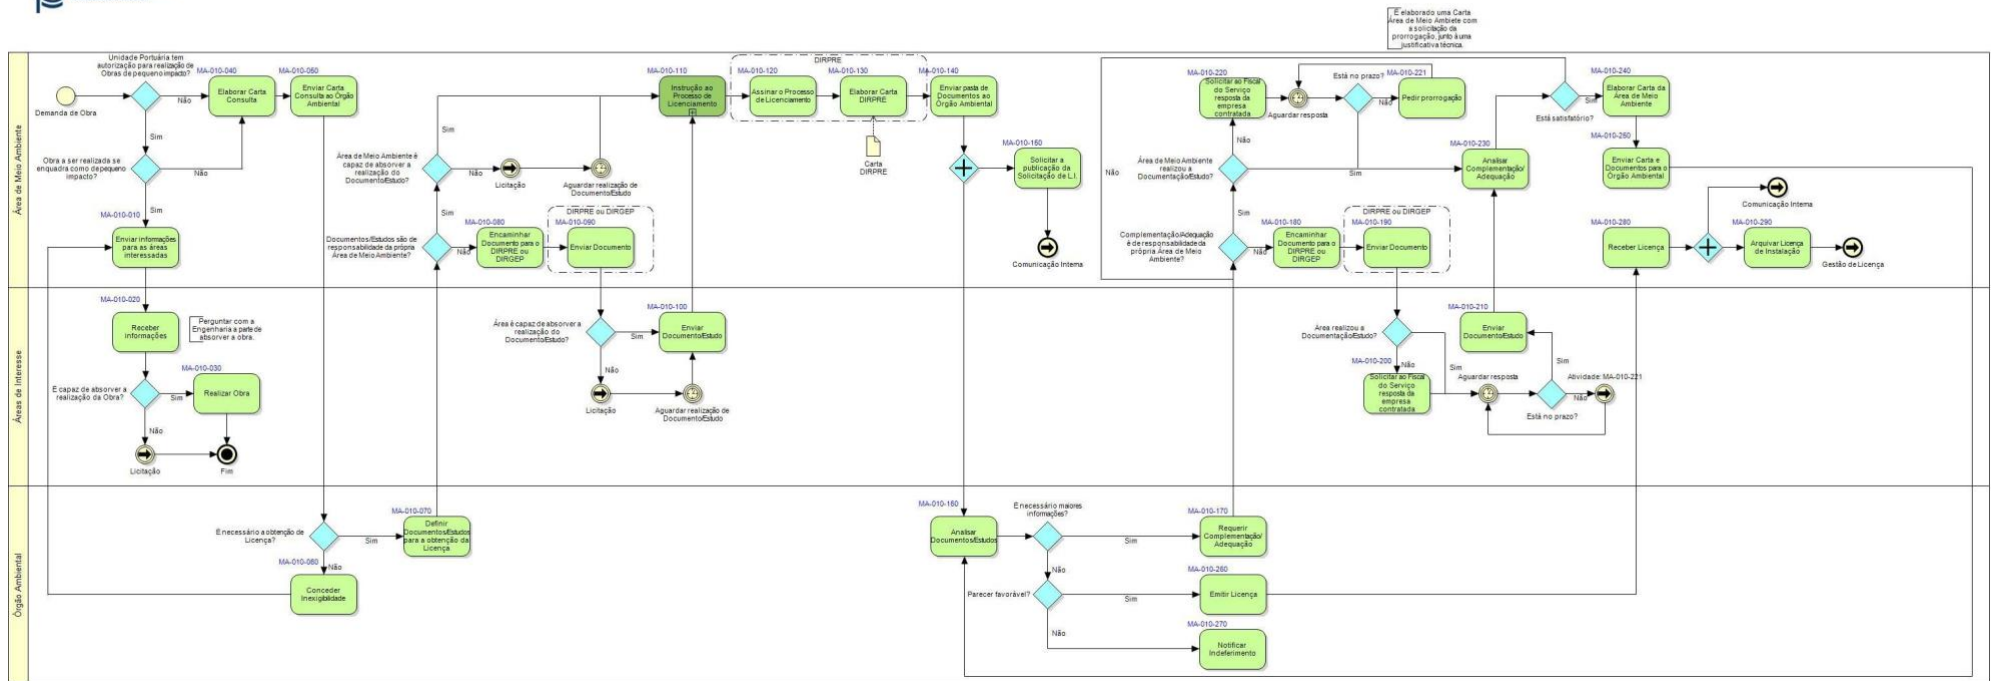 É elaborado uma Carta
Área de Meio Ambiete com
a solicitação de
prorrogação, junto á uma
justificativa técnica.
Área de Meio Ambiente
Unidade Portuária tem
autorização para realização de
Obras de pequeno impacto?
Demanda de Obra
Não
Sim
MA-010-040
Elaborar Carta
Consulta
MA-010-050
Enviar Carta
Consulta ao Órgão
Ambiental
Obra a ser realizada se
enquadra como de pequeno
impacto?
Não
Sim
MA-010-010
Enviar informações
para as áreas
interessadas
Área de Meio Ambiente é
capaz de absorver a
realização do
Documento/Estudo?
Sim
Não
Licitação
Aguardar realização de
Documento/Estudo
Sim
Documentos/Estudos são de
responsabilidade da própria
Área de Meio Ambiente?
Não
MA-010-080
Encaminhar
Documento para o
DIRPRE ou
DIRGEP
DIRPRE ou DIRGEP
MA-010-090
Enviar Documento
MA-010-110
Instrução ao
Processo de
Licenciamento
DIRPRE
MA-010-120
Assinar o Processo
de Licenciamento
MA-010-130
Elaborar Carta
DIRPRE
Carta
DIRPRE
MA-010-140
Enviar pasta de
Documentos ao
Órgão Ambiental
MA-010-150
Solicitar a
publicação da
Solicitação de L.I.
Comunicação Interna
Não
MA-010-220
Solicitar ao Fiscal
do Serviço
resposta da
empresa
contratada
Aguardar resposta
Está no prazo?
Não
MA-010-221
Pedir prorrogação
Não
Área de Meio Ambiente
realizou a
Documentação/Estudo?
Sim
Sim
Complementação/Adequação
é de responsabilidade da
própria Área de Meio
Ambiente?
Não
MA-010-180
Encaminhar
Documento para o
DIRPRE ou
DIRGEP
DIRPRE ou DIRGEP
MA-010-190
Enviar Documento
MA-010-230
Analisar
Complementação/
Adequação
Está satisfatório?
Sim
MA-010-240
Elaborar Carta da
Área de Meio
Ambiente
MA-010-250
Enviar Carta e
Documentos para o
Órgão Ambiental
MA-010-280
Receber Licença
Comunicação Interna
MA-010-290
Arquivar Licença
de Instalação
Gestão de Licença
Áreas de Interesse
MA-010-020
Receber
informações
Perguntar com a
Engenharia a parte de
absorver a obra.
É capaz de absorver a
realização da Obra?
Sim
MA-010-030
Realizar Obra
Não
Licitação
Fim
Área é capaz de absorver a
realização do
Documento/Estudo?
Sim
MA-010-100
Enviar
Documento/Estudo
Não
Licitação
Aguardar realização de
Documento/Estudo
Área realizou a
Documentação/Estudo?
Não
Sim
MA-010-200
Solicitar ao Fiscal
do Serviço
resposta da
empresa
contratada
Aguardar resposta
MA-010-210
Enviar
Documento/Estudo
Sim
Está no prazo?
Não
Atividade: MA-010-221
Órgão Ambiental
É necessário a obtenção de
Licença?
Sim
Não
MA-010-060
Conceder
Inexigibilidade
MA-010-070
Definir
Documentos/Estudos
para a obtenção da
Licença
MA-010-160
Analisar
Documentos/Estudos
É necessário maiores
informações?
Sim
Não
MA-010-170
Requerir
Complementação/
Adequação
Parecer favorável?
Sim
Não
MA-010-260
Emitir Licença
MA-010-270
Notificar
Indeferimento